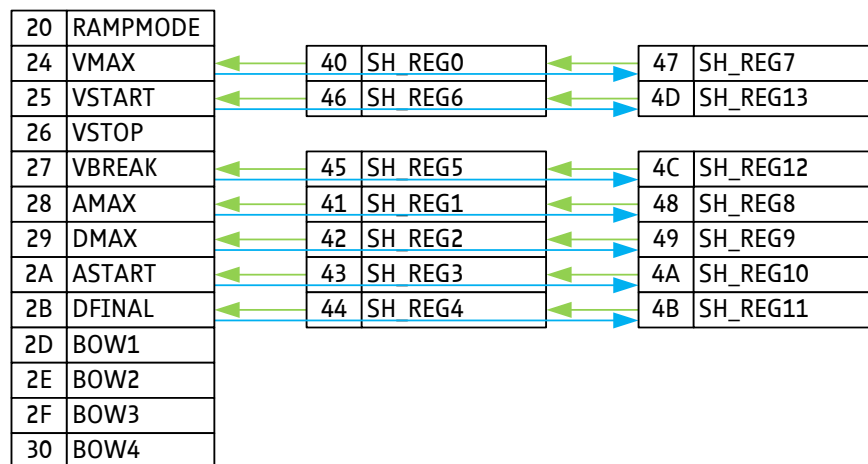 20 RAMPMODE
24 VMAX 40 SH_REG0 47 SH_REG7
25 VSTART 46 SH_REG6 4D SH_REG13
26 VSTOP
27 VBREAK 45 SH_REG5 4C SH_REG12
28 AMAX 41 SH_REG1 48 SH_REG8
29 DMAX 42 SH_REG2 49 SH_REG9
2A ASTART 43 SH_REG3 4A SH_REG10
2B DFINAL 44 SH_REG4 4B SH_REG11
2D BOW1
2E BOW2
2F BOW3
30 BOW4